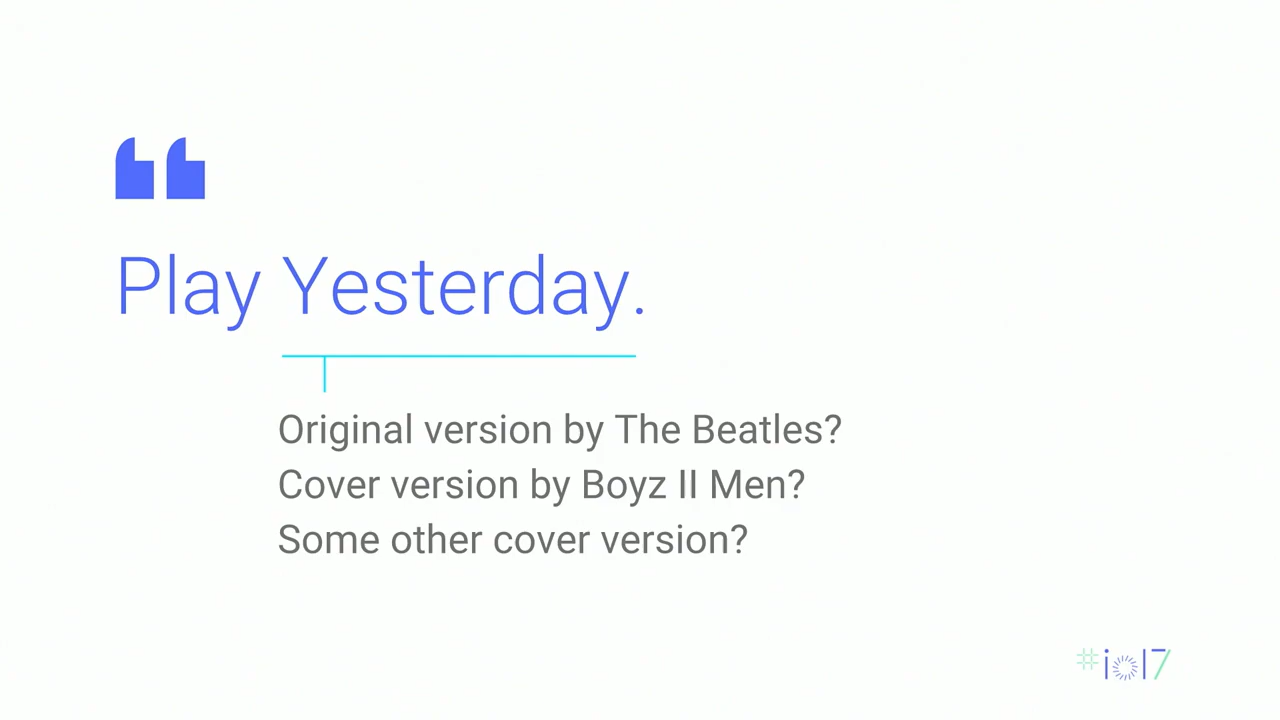 “
Play Yesterday.
Original version by The Beatles?
Cover version by Boyz II Men?
Some other cover version?
#io17